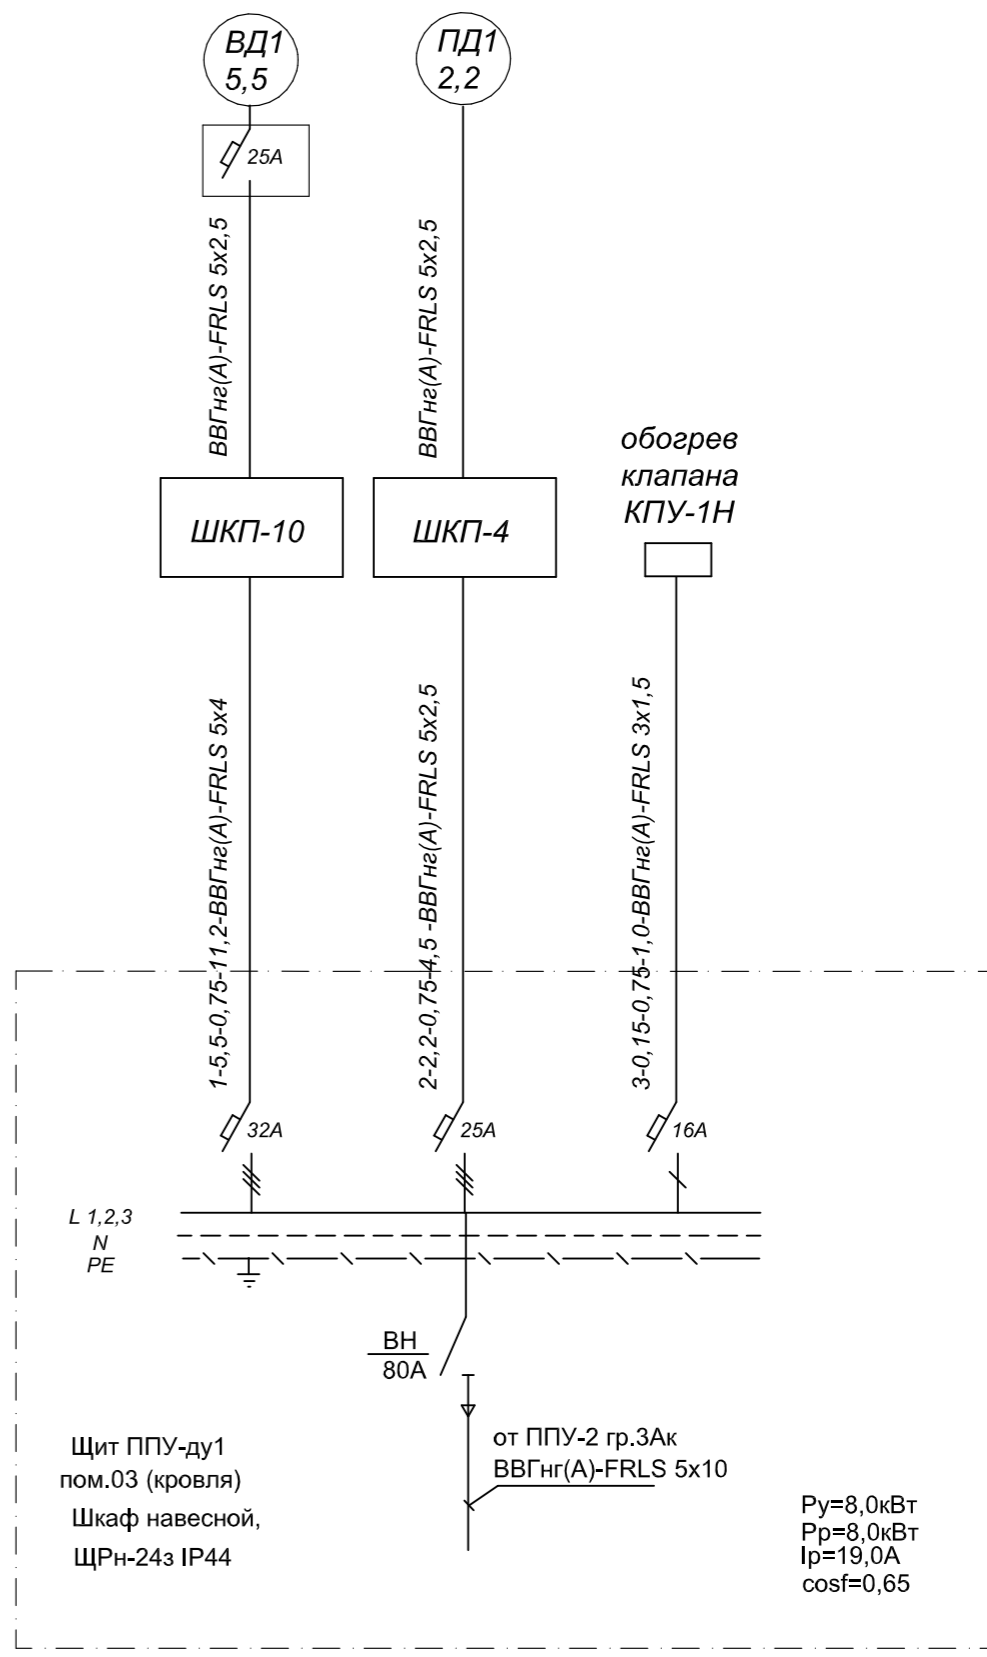 ВД1
5,5
ПД1
2,2
25А
ВВГнг(А)-FRLS 5х2,5
ВВГнг(А)-FRLS 5х2,5
обогрев
клапана
КПУ-1Н
ШКП-10
ШКП-4
1-5,5-0,75-11,2-ВВГнг(А)-FRLS 5х4
2-2,2-0,75-4,5 -ВВГнг(А)-FRLS 5х2,5
3-0,15-0,75-1,0-ВВГнг(А)-FRLS 3х1,5
32А
25А
16А
L 1,2,3
N
PE
ВН
80А
от ППУ-2 гр.3Ак
ВВГнг(А)-FRLS 5х10
Щит ППУ-ду1
пом.03 (кровля)
Шкаф навесной,
ЩРн-24з IP44
Ру=8,0кВт
Рр=8,0кВт
Iр=19,0А
cosf=0,65